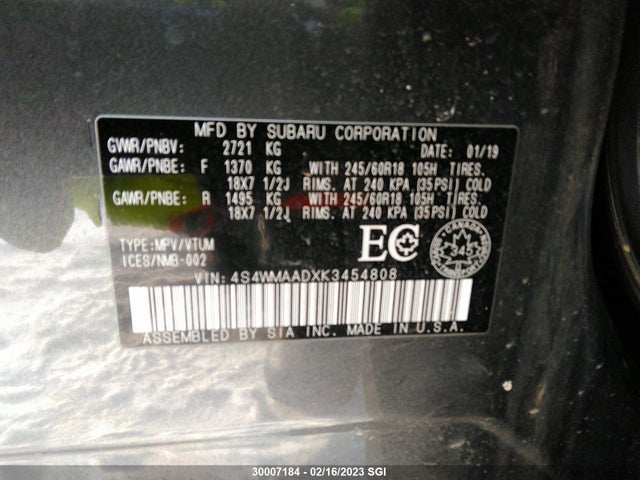 MFD BY SUBARU CORPORATION
GVWR/PNBV: 2721 KG DATE: 01/19
GAWR/PNBE: F 1370 KG WITH 245/60R18 105H TIRES.
18X7 1/2J RIMS. AT 240 KPA (35PSI) COLD
GAWR/PNBE: R 1495 KG WITH 245/60R18 105H TIRES.
18X7 1/2J RIMS. AT 240 KPA (35PSI) COLD
TYPE:MPV/VTUM
ICES/NMB-002
EC
CANADA
345
VIN: 4S4WMAADXK3454808
ASSEMBLED BY SIA INC. MADE IN U.S.A.
30007184 - 02/16/2023 SGI